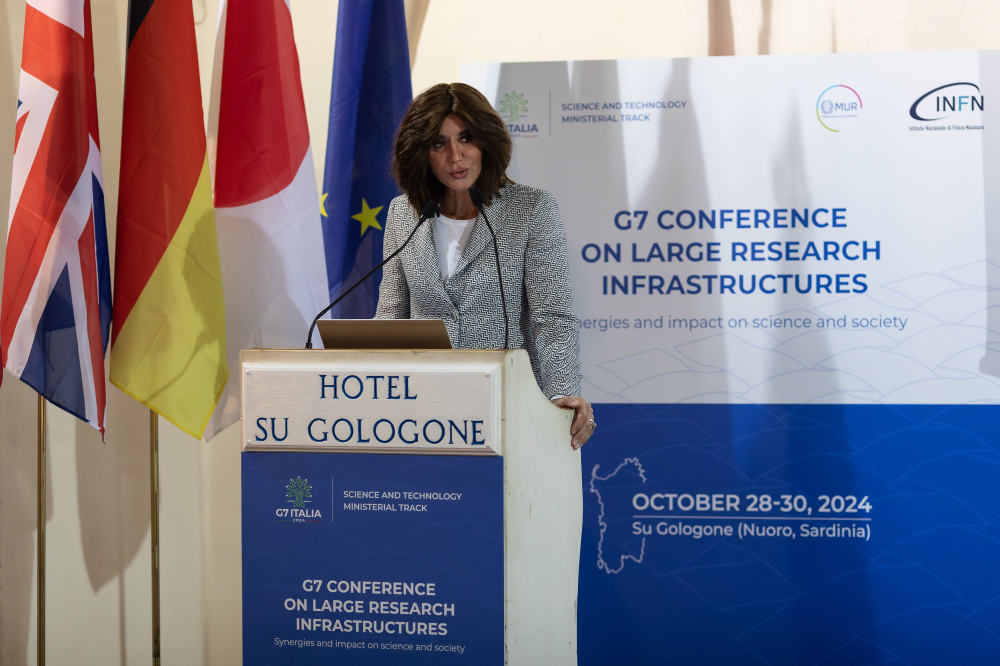 ITALIA
SCIENCE AND TECHNOLOGY
MINISTERIAL TRACK
MUR
INFN
Istituto Nazionale di Fisica Nucleare
G7 CONFERENCE
ON LARGE RESEARCH
INFRASTRUCTURES
nergies and impact on science and society
OCTOBER 28-30, 2024
Su Gologone (Nuoro, Sardinia)
HOTEL
SU GOLOGONE
G7 ITALIA
2024
SCIENCE AND TECHNOLOGY
MINISTERIAL TRACK
G7 CONFERENCE
ON LARGE RESEARCH
INFRASTRUCTURES
Synergies and impact on science and society